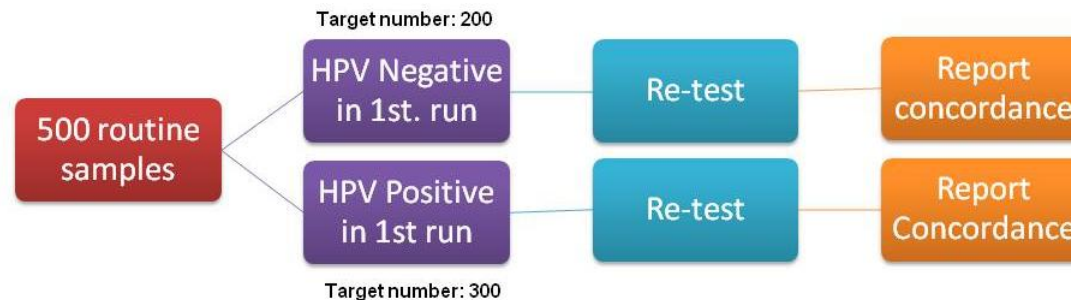 Target number: 200
HPV Negative
in 1st. run
Re-test
Report
concordance
500 routine
samples
HPV Positive
in 1st run
Re-test
Report
Concordance
Target number: 300